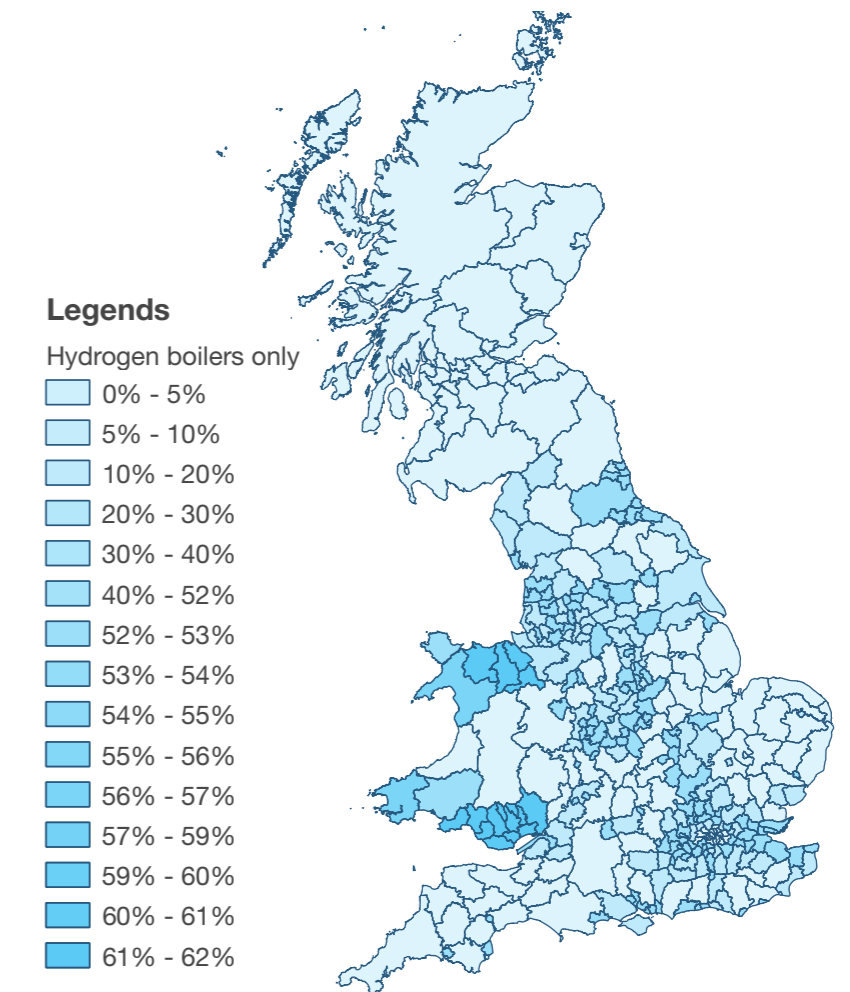 Legends
Hydrogen boilers only
0% - 5%
5% - 10%
10% - 20%
20% - 30%
30% - 40%
40% - 52%
52% - 53%
53% - 54%
54% - 55%
55% - 56%
56% - 57%
57% - 59%
59% - 60%
60% - 61%
61% - 62%